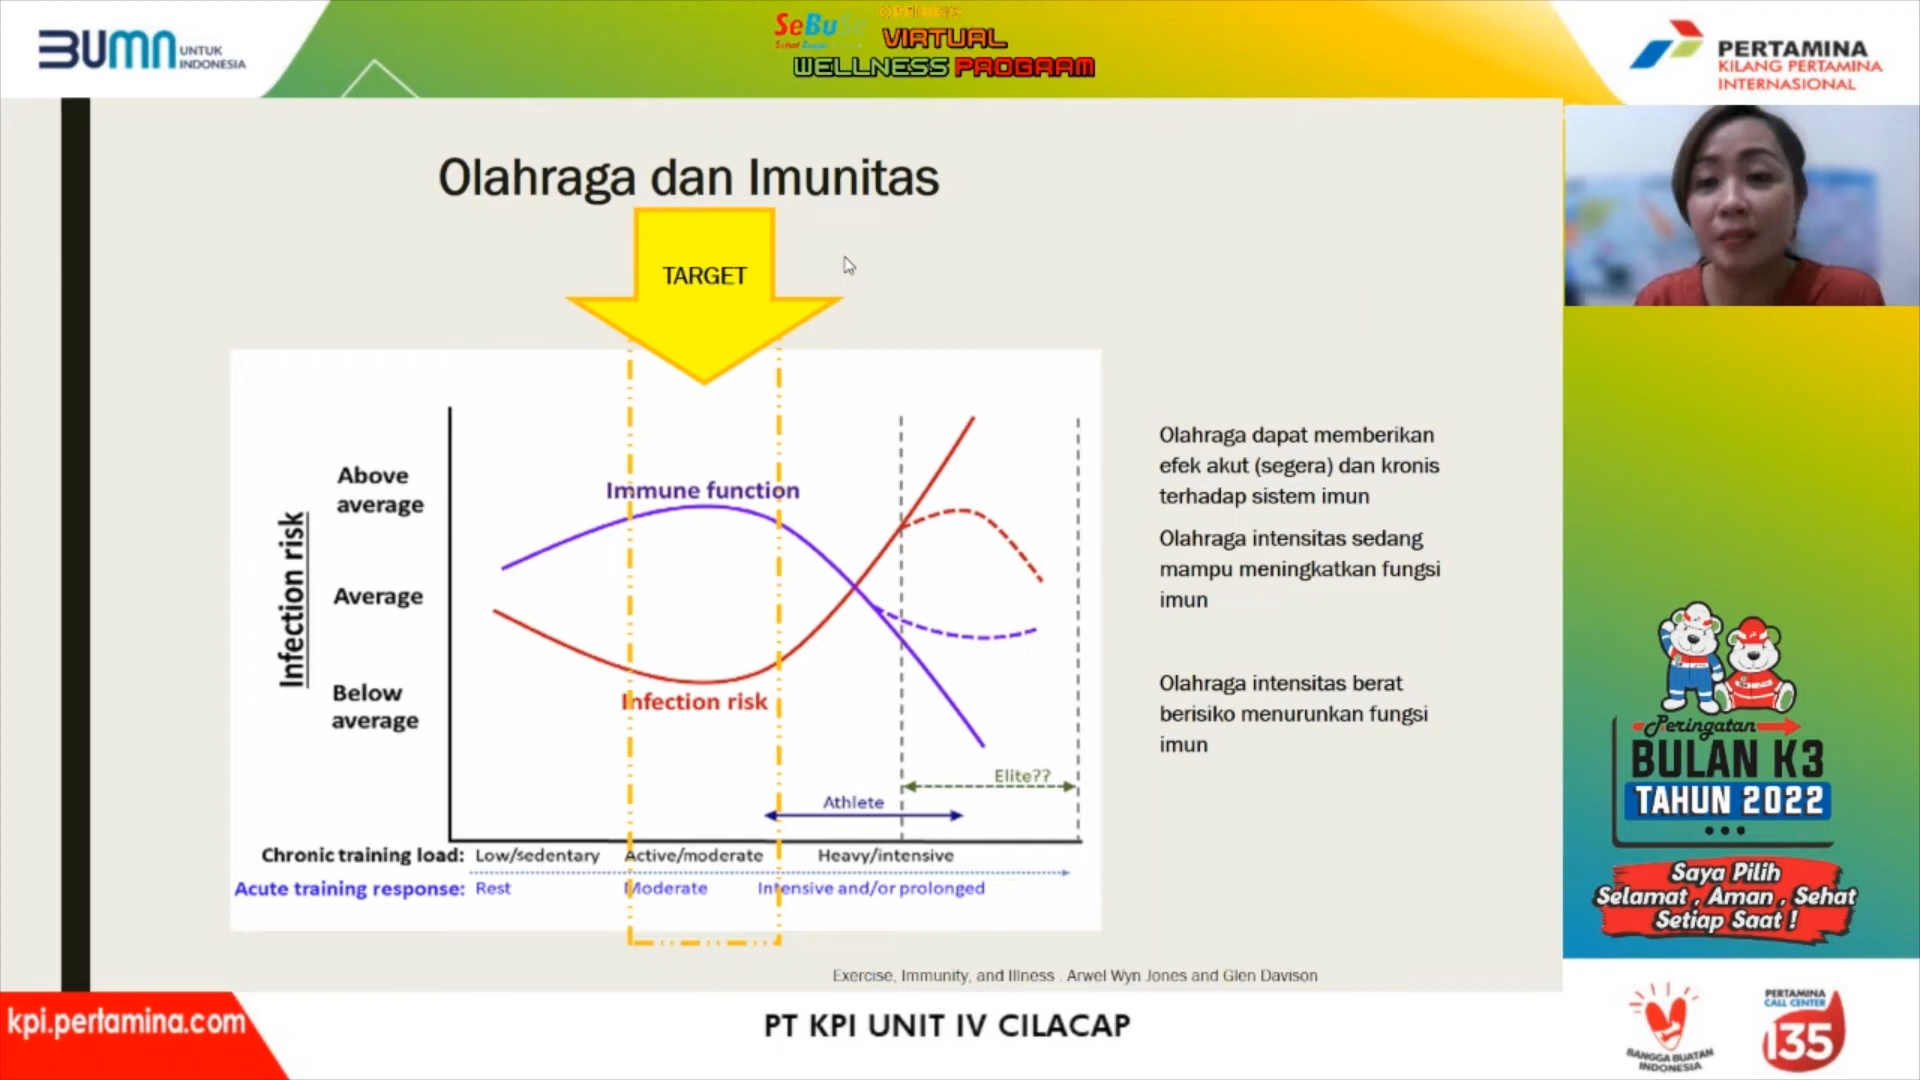 BUMN
UNTUK
INDONESIA
SeBuSe
OPENING
VIRTUAL
WELLNESS PROGRAM
PERTAMINA
KILANG PERTAMINA
INTERNASIONAL
Olahraga dan Imunitas
TARGET
Infection risk
Above
average
Average
Below
average
Immune function
Infection risk
Elite??
Athlete
Chronic training load: Low/sedentary Active/moderate Heavy/intensive
Acute training response: Rest Moderate Intensive and/or prolonged
Olahraga dapat memberikan
efek akut (segera) dan kronis
terhadap sistem imun
Olahraga intensitas sedang
mampu meningkatkan fungsi
imun
Olahraga intensitas berat
berisiko menurunkan fungsi
imun
Exercise, Immunity, and Illness . Arwel Wyn Jones and Glen Davison
Peringatan
BULAN K3
TAHUN 2022
Saya Pilih
Selamat , Aman , Sehat
Setiap Saat !
kpi.pertamina.com
PT KPI UNIT IV CILACAP
BANGGA BUATAN
INDONESIA
PERTAMINA
CALL CENTER
135